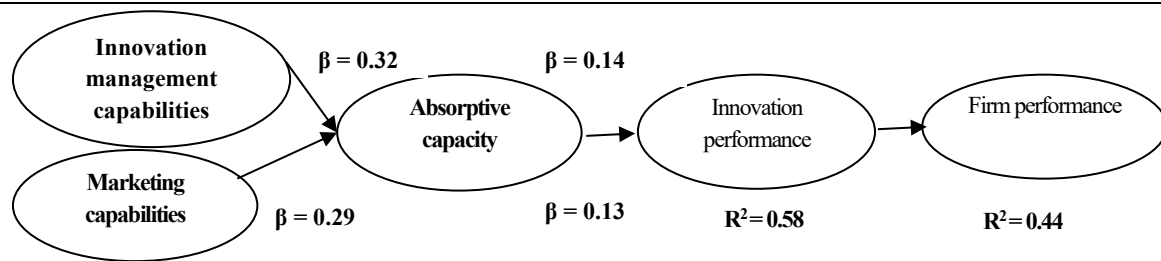 Innovation
management
capabilities
β = 0.32
β = 0.14
Absorptive
capacity
Innovation
performance
Firm performance
Marketing
capabilities
β = 0.29
β = 0.13
R² = 0.58
R² = 0.44